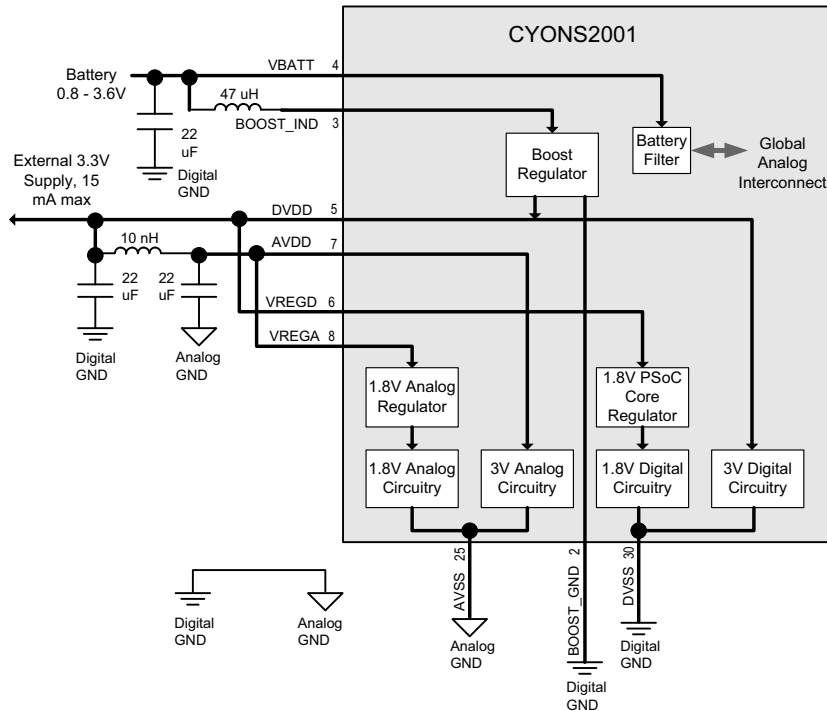 CYONS2001
VBATT 4
Battery
0.8 - 3.6V
47 uH
BOOST_IND 3
22
uF
Digital
GND
Boost
Regulator
Battery
Filter
Global
Analog
Interconnect
External 3.3V
Supply, 15
mA max
DVDD 5
10 nH
AVDD 7
22
uF
22
uF
VREGD 6
Digital
GND
Analog
GND
VREGA 8
1.8V Analog
Regulator
1.8V PSoC
Core
Regulator
1.8V Analog
Circuitry
3V Analog
Circuitry
1.8V Digital
Circuitry
3V Digital
Circuitry
AVSS 25
BOOST_GND 2
DVSS 30
Digital
GND
Analog
GND
Analog
GND
Digital
GND
Digital
GND